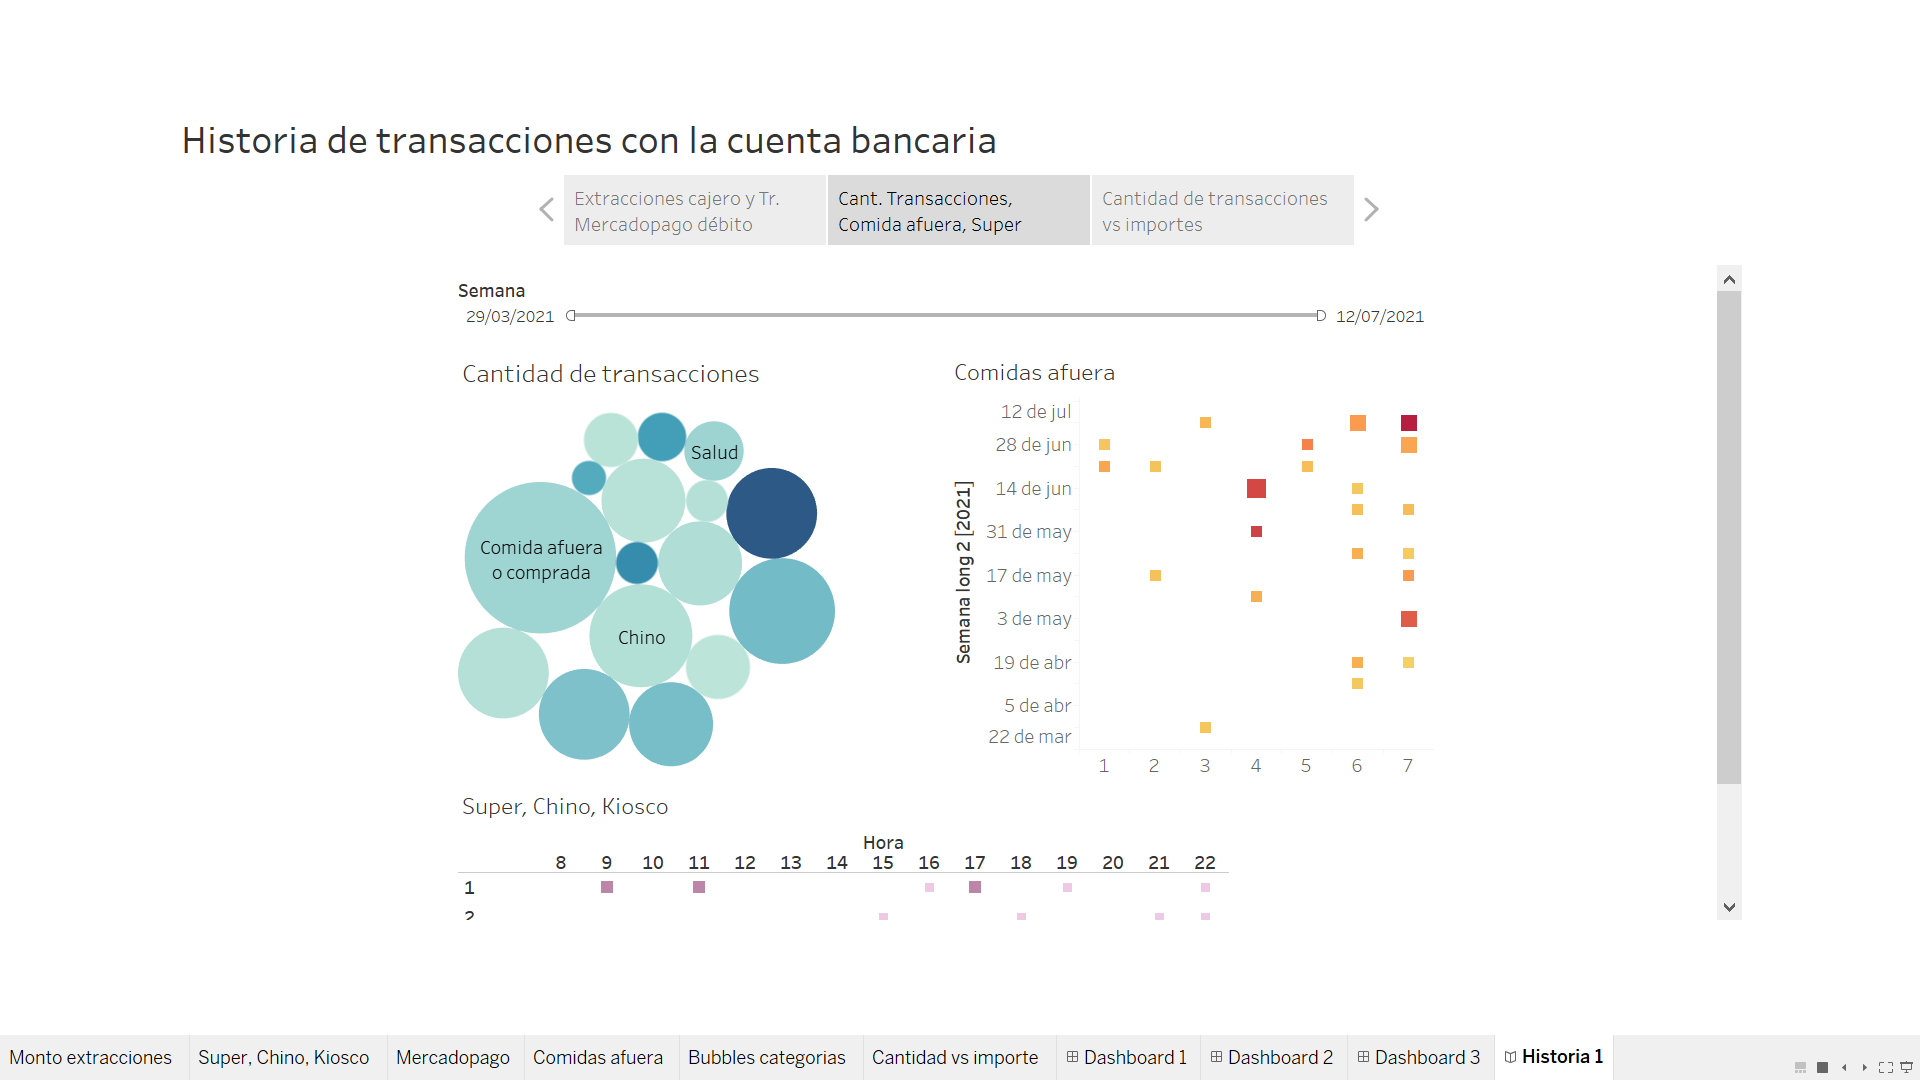 Historia de transacciones con la cuenta bancaria
Extracciones cajero y Tr.
Mercadopago débito
Cant. Transacciones,
Comida afuera, Super
Cantidad de transacciones
vs importes
Semana
29/03/2021
12/07/2021
Cantidad de transacciones
Salud
Comida afuera
o comprada
Chino
Comidas afuera
Semana long 2 [2021]
12 de jul
28 de jun
14 de jun
31 de may
17 de may
3 de may
19 de abr
5 de abr
22 de mar
1 2 3 4 5 6 7
Super, Chino, Kiosco
Hora
8 9 10 11 12 13 14 15 16 17 18 19 20 21 22
1
2
Monto extracciones Super, Chino, Kiosco Mercadopago Comidas afuera Bubbles categorias Cantidad vs importe Dashboard 1 Dashboard 2 Dashboard 3 Historia 1